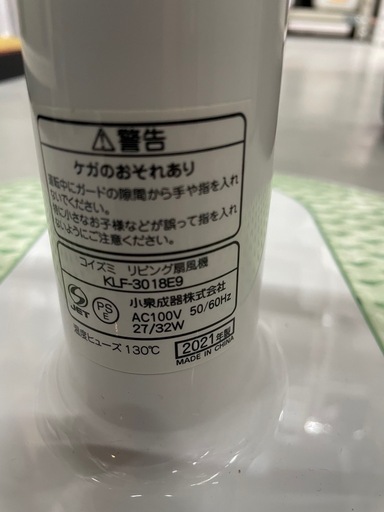 ⚠警告
ケガのおそれあり
運転中にガードの隙間から手や指を入れ
ないでください。
特に小さなお子様などが誤って指を入れ
ないようにご注意ください。
コイズミ リビング扇風機
KLF-3018E9
小泉成器株式会社
AC100V 50/60Hz
27/32W
S JET
PS E
温度ヒューズ 130℃
2021年製
MADE IN CHINA